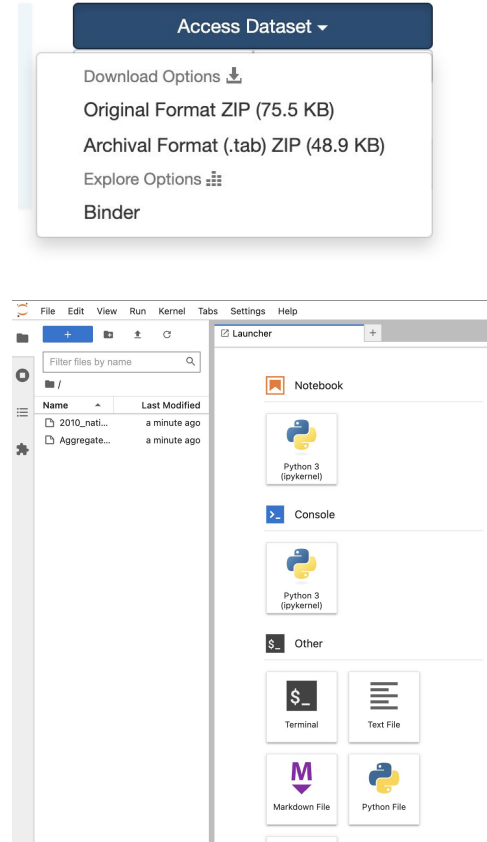 Access Dataset
Download Options
Original Format ZIP (75.5 KB)
Archival Format (.tab) ZIP (48.9 KB)
Explore Options
Binder
File Edit View Run Kernel Tabs Settings Help
+
Launcher
+
Filter files by name
/
Name Last Modified
2010_nati... a minute ago
Aggregate... a minute ago
Notebook
Python 3
(ipykernel)
>_ Console
Python 3
(ipykernel)
$_ Other
$_
Terminal
Text File
M
Markdown File
Python File